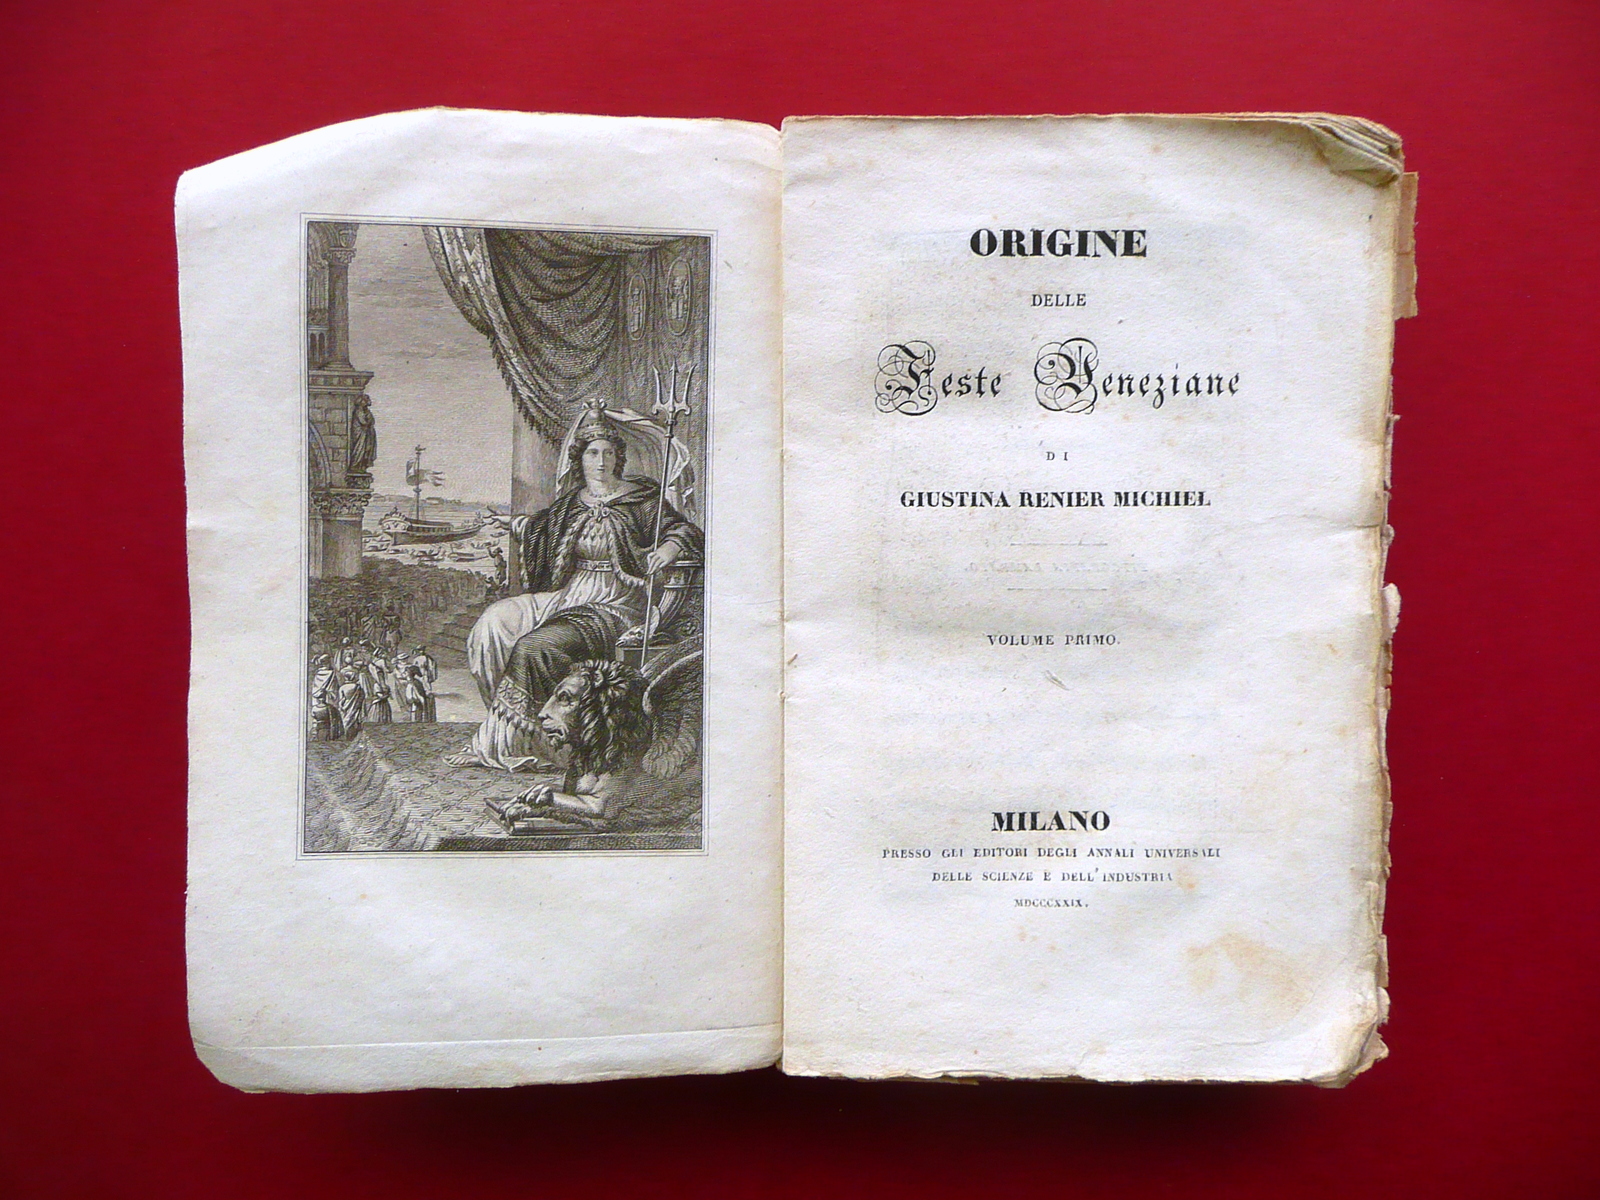 ORIGINE
DELLE
Feste Veneziane
DI
GIUSTINA RENIER MICHIEL
VOLUME PRIMO.
MILANO
PRESSO GLI EDITORI DEGLI ANNALI UNIVERSALI
DELLE SCIENZE E DELL'INDUSTRIA
MDCCCXXIX.